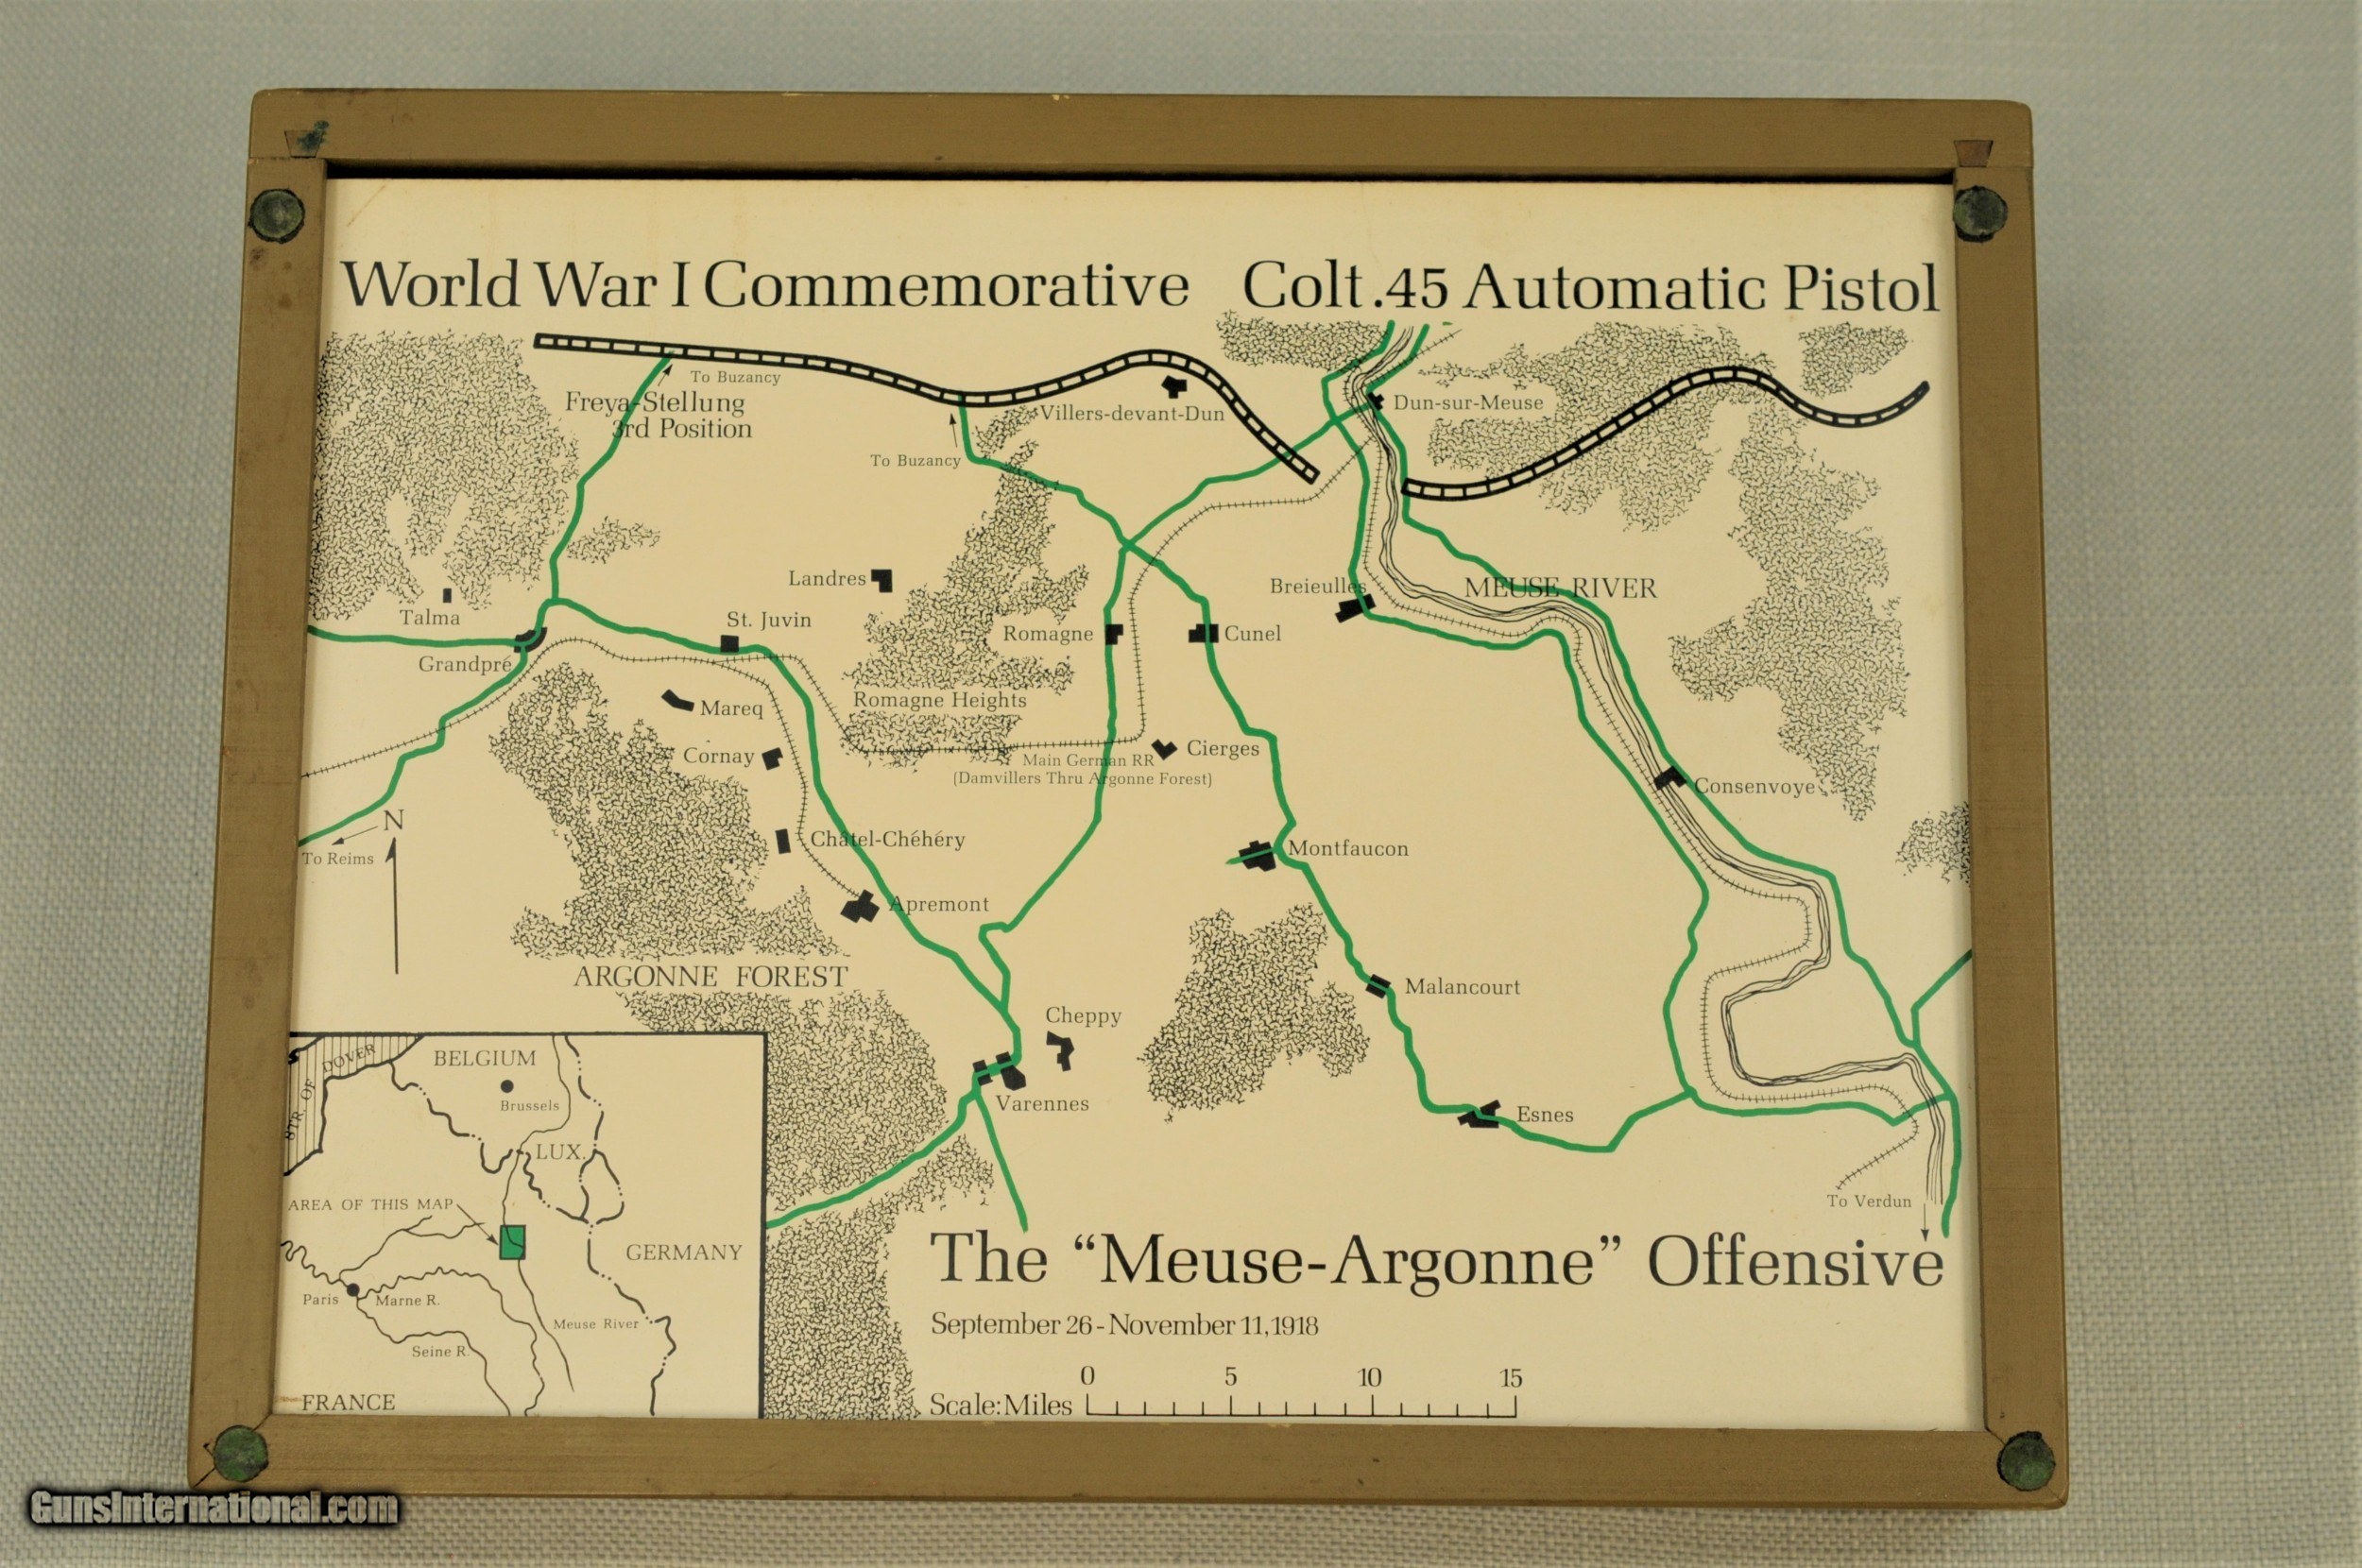 World War I Commemorative Colt .45 Automatic Pistol
To Buzancy
Freya-Stellung
3rd Position
Villers-devant-Dun
Dun-sur-Meuse
To Buzancy
Landres
Breieulles
MEUSE RIVER
Talma
St. Juvin
Romagne
Cunel
Grandpré
Romagne Heights
Mareq
Cornay
Cierges
Main German RR
(Damvillers Thru Argonne Forest)
Consenvoye
N
To Reims
Châtel-Chéhéry
Montfaucon
Apremont
ARGONNE FOREST
Malancourt
Cheppy
Varennes
Esnes
To Verdun
STR. OF DOVER
BELGIUM
Brussels
LUX.
AREA OF THIS MAP
GERMANY
Paris
Marne R.
Meuse River
Seine R.
FRANCE
The “Meuse-Argonne” Offensive
September 26 - November 11, 1918
0 5 10 15
Scale: Miles
GunsInternational.com